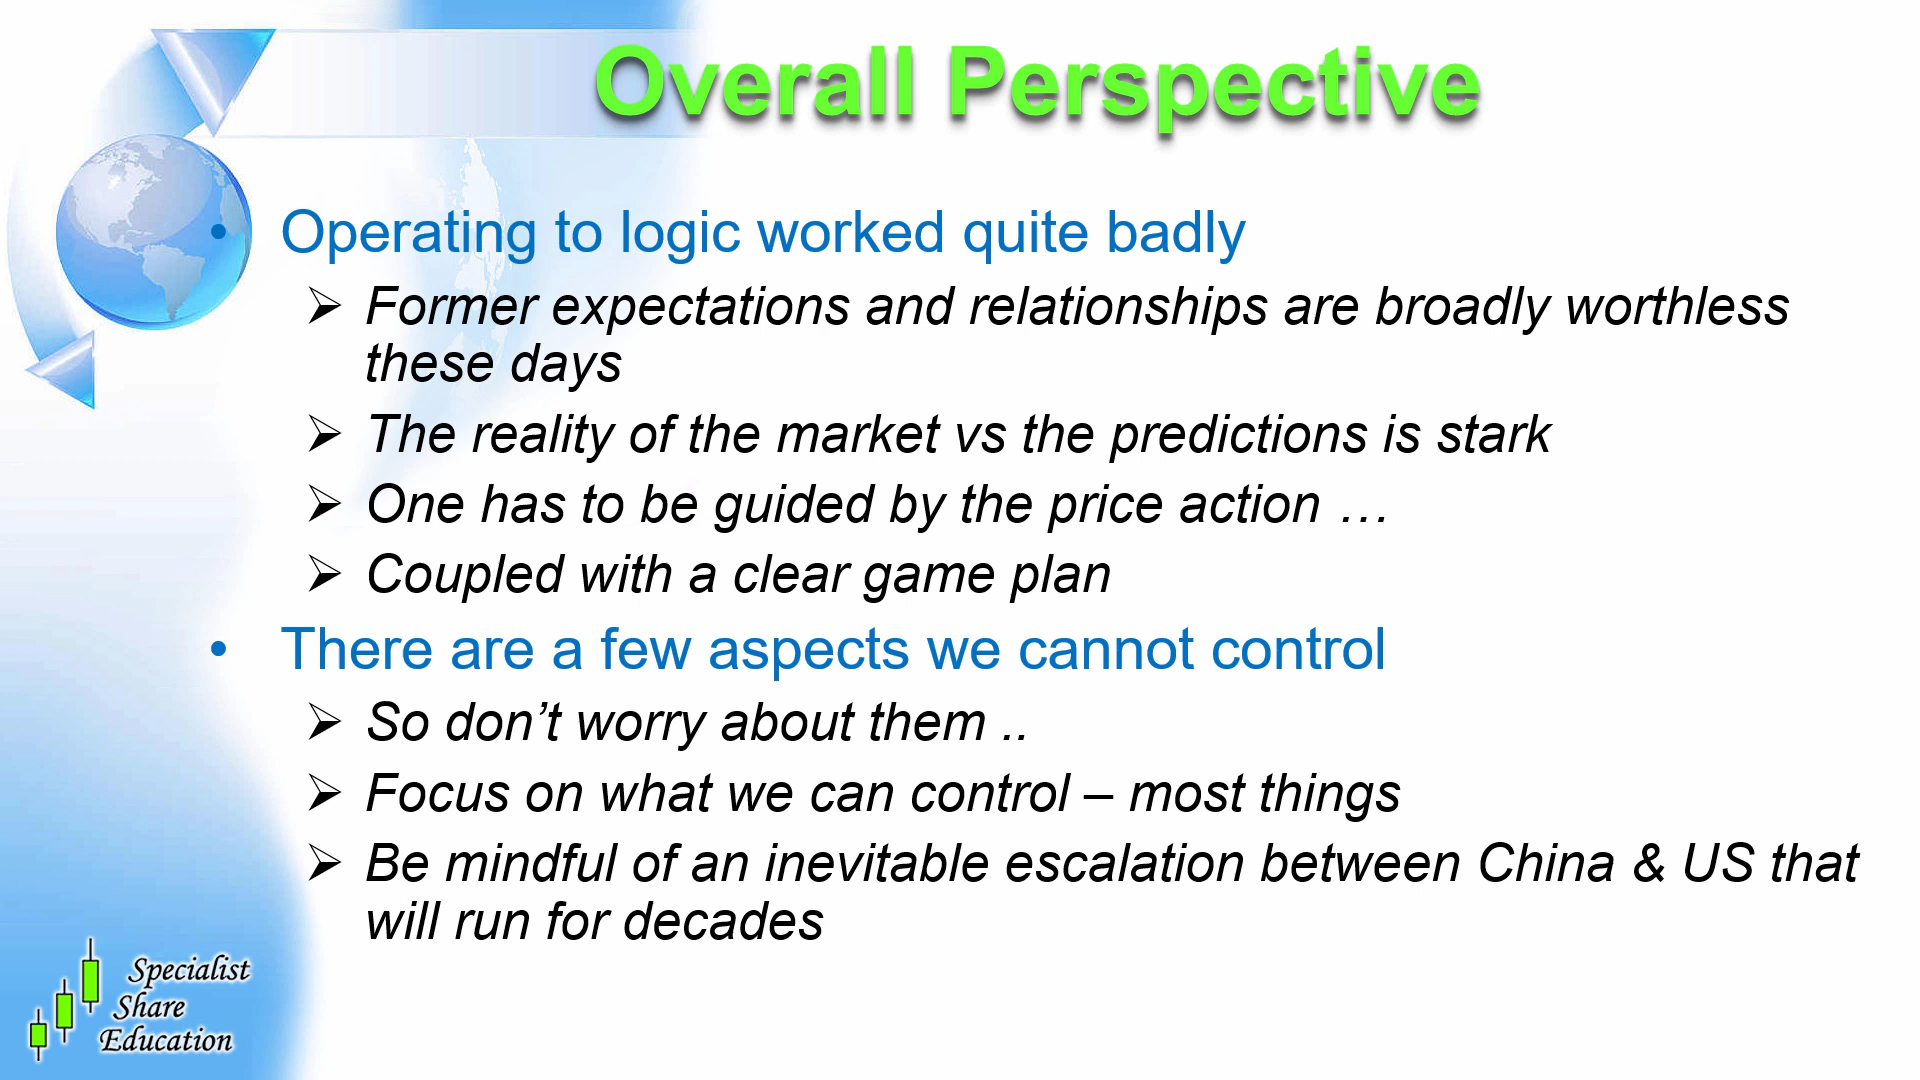 Overall Perspective
• Operating to logic worked quite badly
➢ Former expectations and relationships are broadly worthless
these days
➢ The reality of the market vs the predictions is stark
➢ One has to be guided by the price action …
➢ Coupled with a clear game plan
• There are a few aspects we cannot control
➢ So don’t worry about them ..
➢ Focus on what we can control – most things
➢ Be mindful of an inevitable escalation between China & US that
will run for decades
Specialist
Share
Education